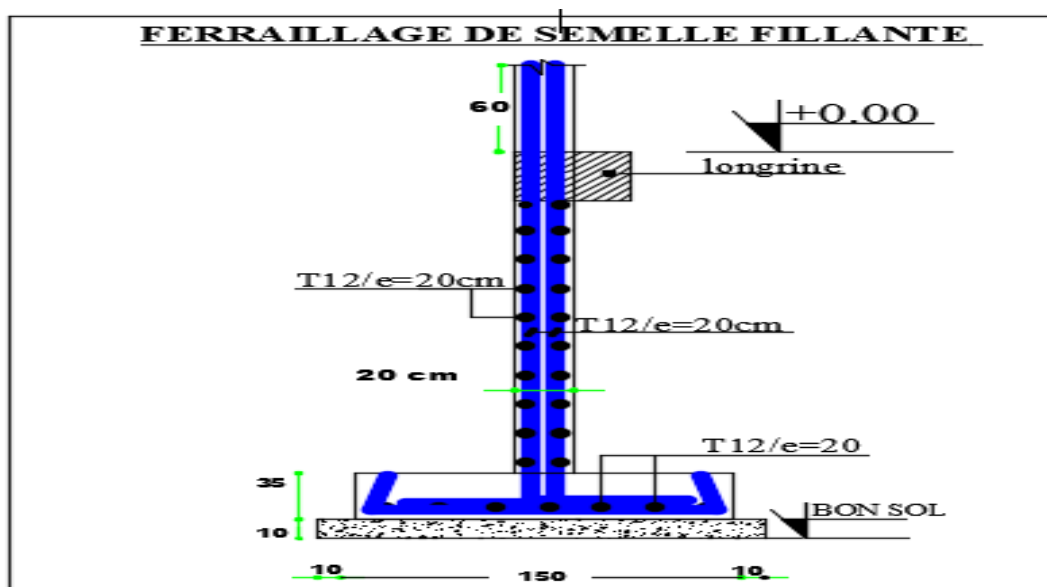 FERRAILLAGE DE SEMELLE FILLANTE
60
+0.00
longrine
T12/e=20cm
T12/e=20cm
20 cm
T12/e=20
35
10
BON SOL
10
150
10